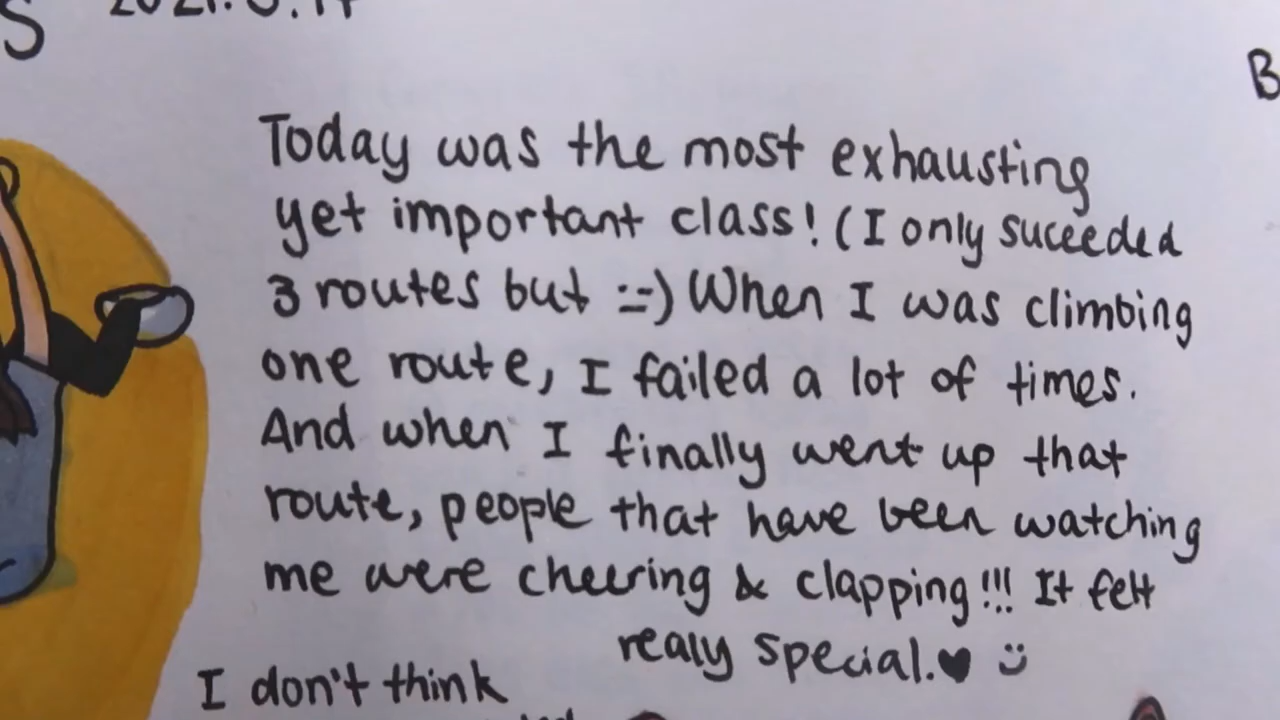 Today was the most exhausting
yet important class! (I only suceeded
3 routes but :=) When I was climbing
one route, I failed a lot of times.
And when I finally went up that
route, people that have been watching
me were cheering & clapping!!! It felt
realy special.♥ ü
I don't think